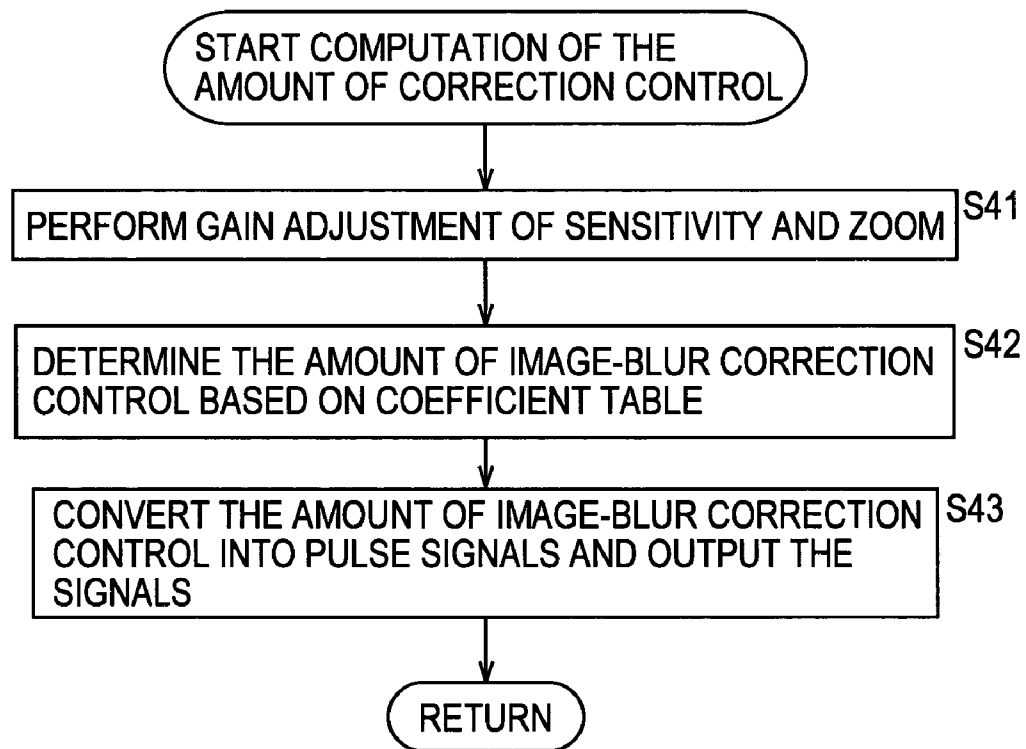 START COMPUTATION OF THE
AMOUNT OF CORRECTION CONTROL
PERFORM GAIN ADJUSTMENT OF SENSITIVITY AND ZOOM
S41
DETERMINE THE AMOUNT OF IMAGE-BLUR CORRECTION
CONTROL BASED ON COEFFICIENT TABLE
S42
CONVERT THE AMOUNT OF IMAGE-BLUR CORRECTION
CONTROL INTO PULSE SIGNALS AND OUTPUT THE
SIGNALS
S43
RETURN